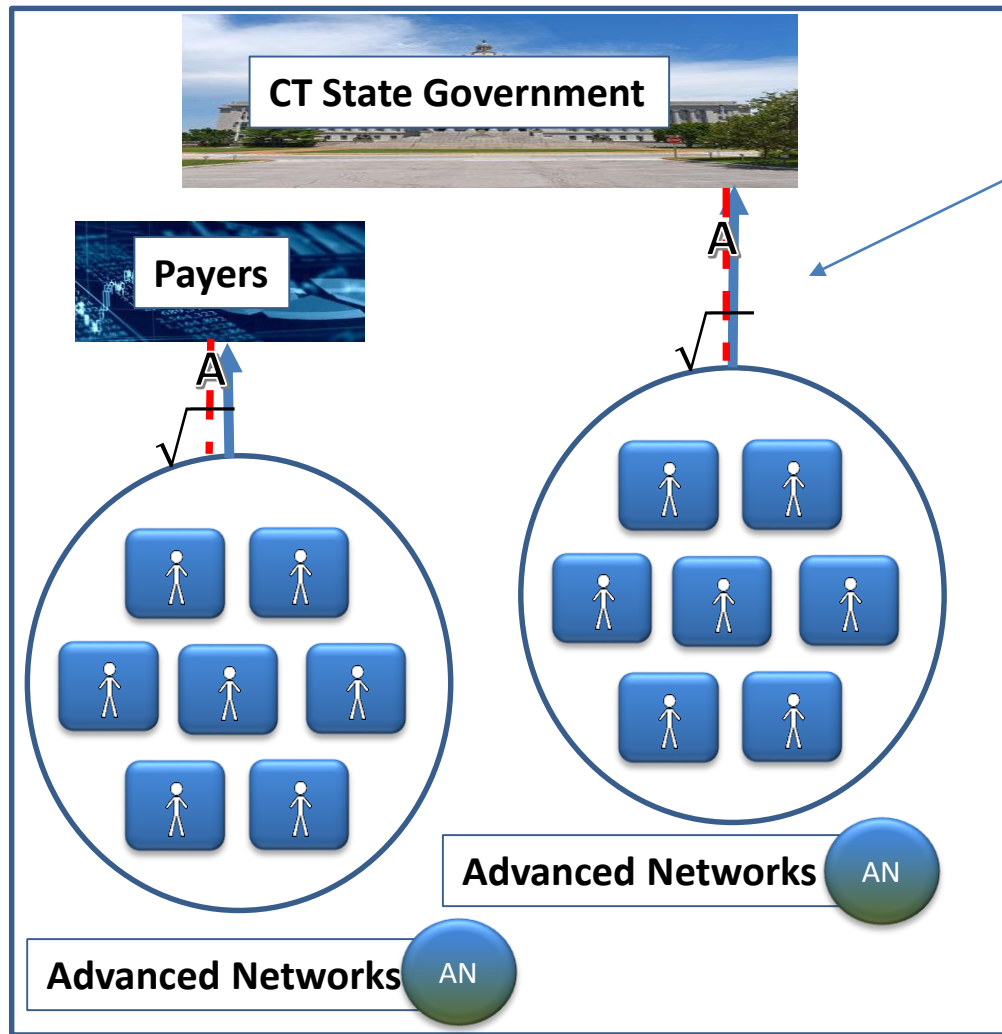 CT State Government
A
√
Payers
A
√
Advanced Networks
AN
Advanced Networks
AN